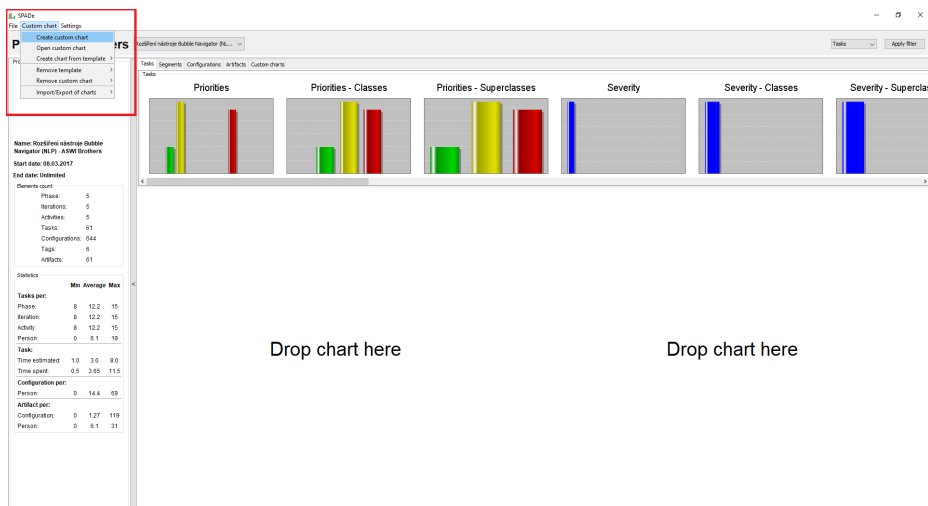 SPADe
File Custom chart Settings
Create custom chart
Open custom chart
Create chart from template >
Remove template >
Remove custom chart >
Import/Export of charts >
P
rs
Rozšíření nástroje Bubble Navigator (NL...
Tasks
Apply filter
Tasks Segments Configurations Artifacts Custom charts
Tasks
Priorities
Priorities - Classes
Priorities - Superclasses
Severity
Severity - Classes
Severity - Superclas
Name: Rozšíření nástroje Bubble
Navigator (NLP) - ASWI Brothers
Start date: 08.03.2017
End date: Unlimited
Elements count
Phase: 5
Iterations: 5
Activities: 5
Tasks: 61
Configurations: 644
Tags: 6
Artifacts: 61
Statistics
Min Average Max
Tasks per:
Phase: 8 12.2 15
Iteration: 8 12.2 15
Activity: 8 12.2 15
Person: 0 6.1 19
Task:
Time estimated: 1.0 3.0 8.0
Time spent: 0.5 3.65 11.5
Configuration per:
Person: 0 14.4 69
Artifact per:
Configuration: 0 1.27 119
Person: 0 6.1 31
<
Drop chart here
Drop chart here